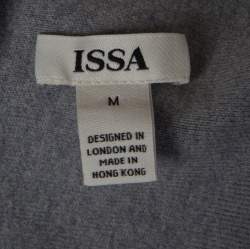 ISSA
M
DESIGNED IN
LONDON AND
MADE IN
HONG KONG